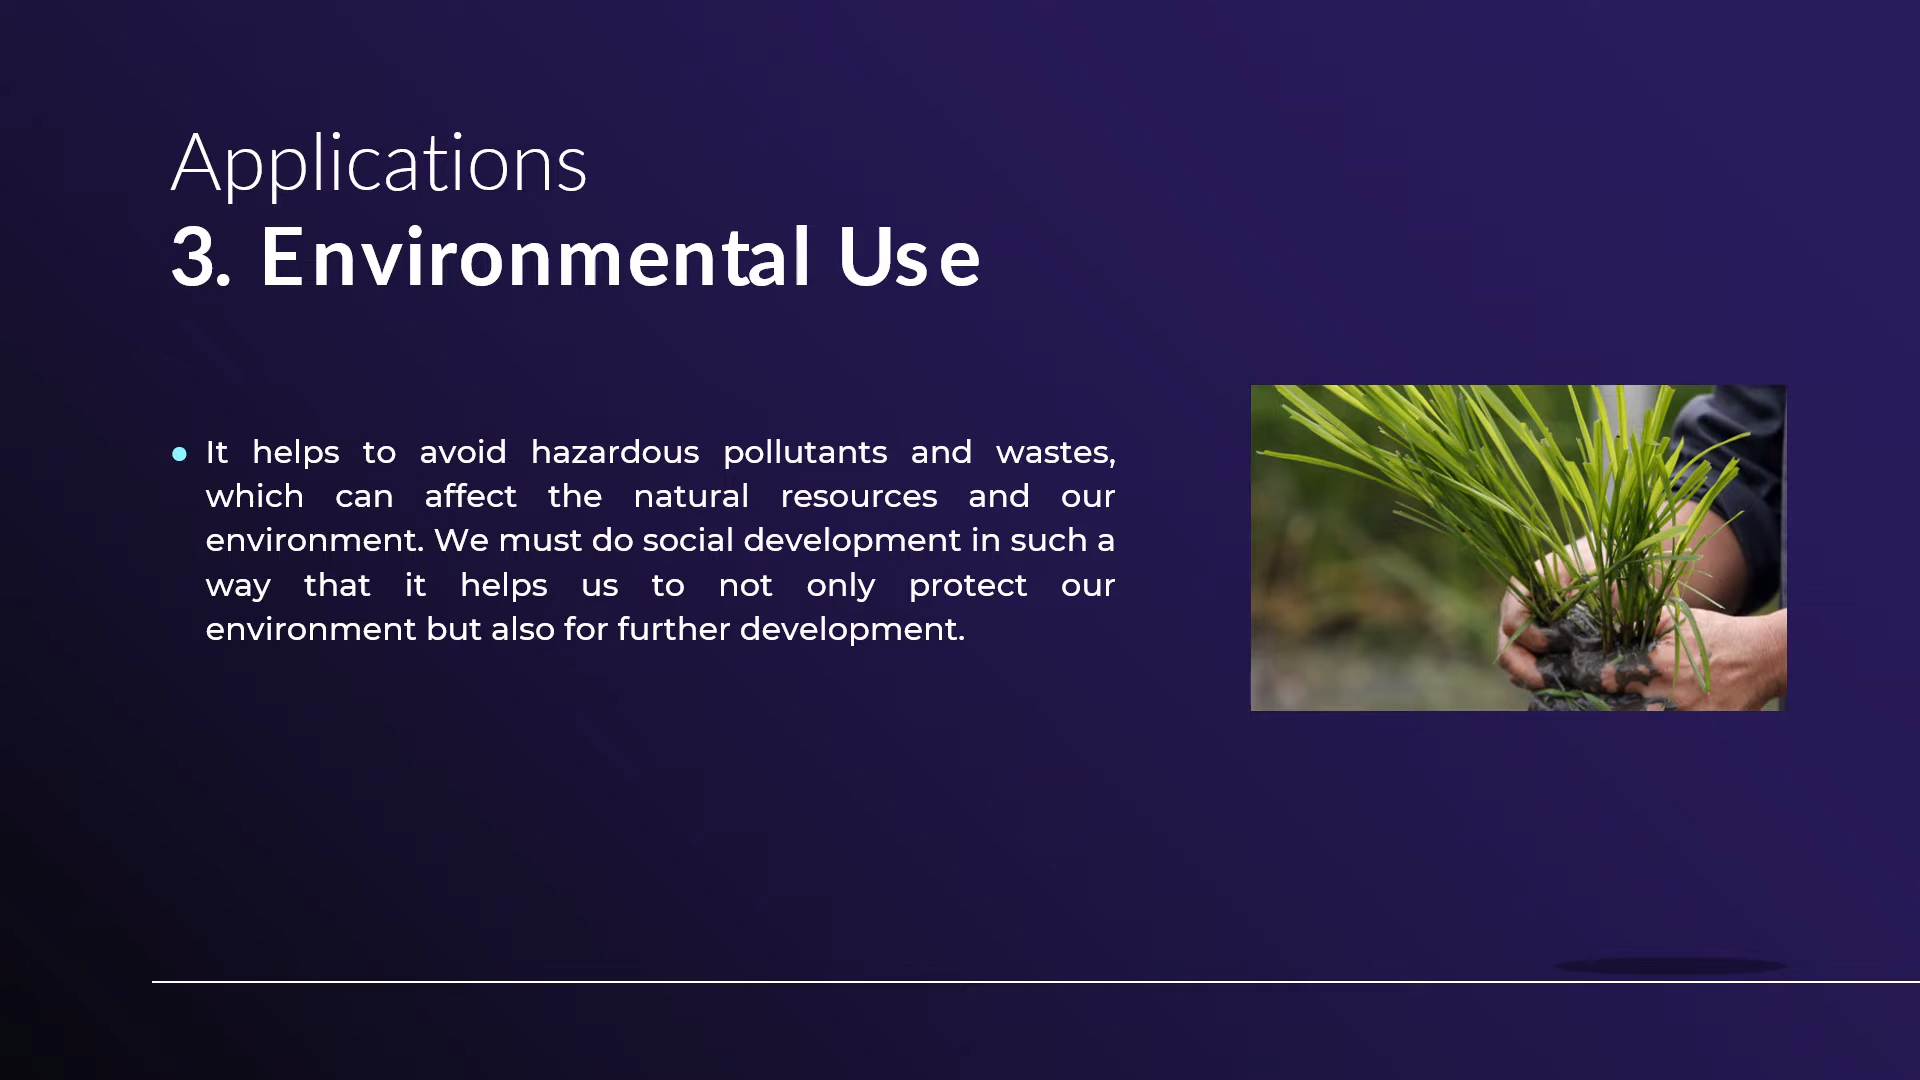 Applications
3. Environmental Use
• It helps to avoid hazardous pollutants and wastes,
which can affect the natural resources and our
environment. We must do social development in such a
way that it helps us to not only protect our
environment but also for further development.